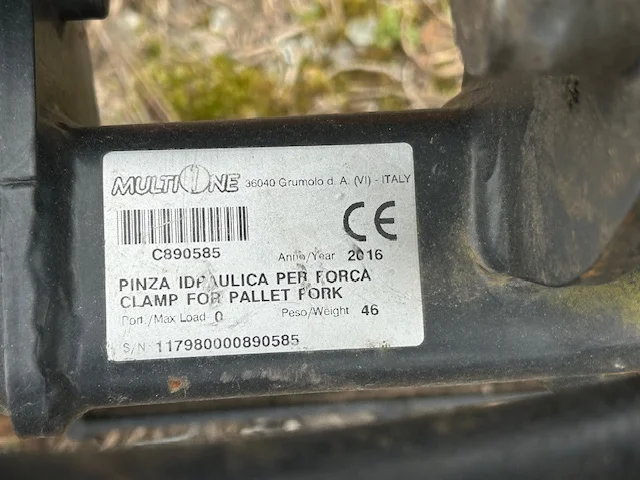 MULTIONE 36040 Grumolo d. A. (VI) - ITALY
CE
C890585 Anno/Year 2016
PINZA IDRAULICA PER FORCA
CLAMP FOR PALLET FORK
Port./Max Load 0 Peso/Weight 46
S/N 117980000890585